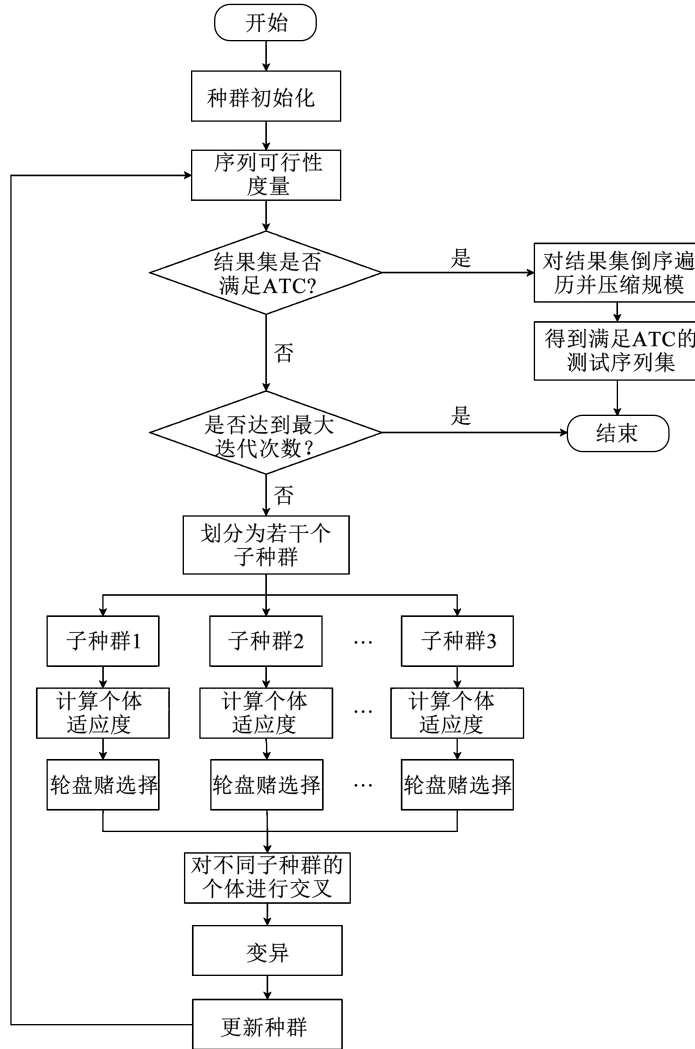 开始
种群初始化
序列可行性
度量
结果集是否
满足ATC?
是
对结果集倒序遍
历并压缩规模
否
得到满足ATC的
测试序列集
是否达到最大
迭代次数?
是
结束
否
划分为若干个
子种群
子种群1
子种群2
…
子种群3
计算个体
适应度
计算个体
适应度
…
计算个体
适应度
轮盘赌选择
轮盘赌选择
…
轮盘赌选择
对不同子种群的
个体进行交叉
变异
更新种群